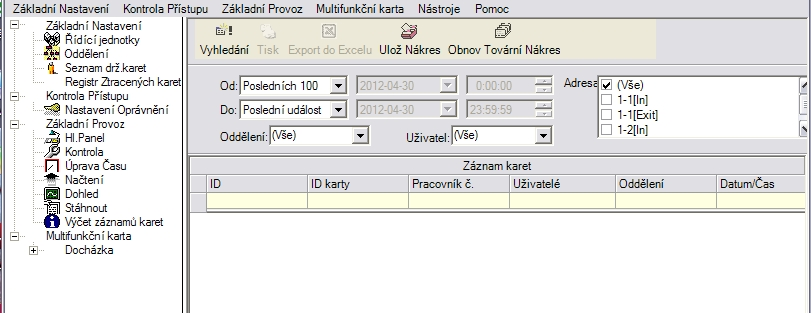 Základní Nastavení Kontrola Přístupu Základní Provoz Multifunkční karta Nástroje Pomoc
Základní Nastavení
Řídící jednotky
Oddělení
Seznam drž.karet
Registr Ztracených karet
Kontrola Přístupu
Nastavení Oprávnění
Základní Provoz
Hl.Panel
Kontrola
Úprava Času
Načtení
Dohled
Stáhnout
Výčet záznamů karet
Multifunkční karta
Docházka
Vyhledání Tisk Export do Excelu Ulož Nákres Obnov Tovární Nákres
Od: Posledních 100 2012-04-30 0:00:00
Do: Poslední událost 2012-04-30 23:59:59
Oddělení: (Vše) Uživatel: (Vše)
Adresa
(Vše)
1-1[In]
1-1[Exit]
1-2[In]
Záznam karet
ID ID karty Pracovník č. Uživatelé Oddělení Datum/Čas